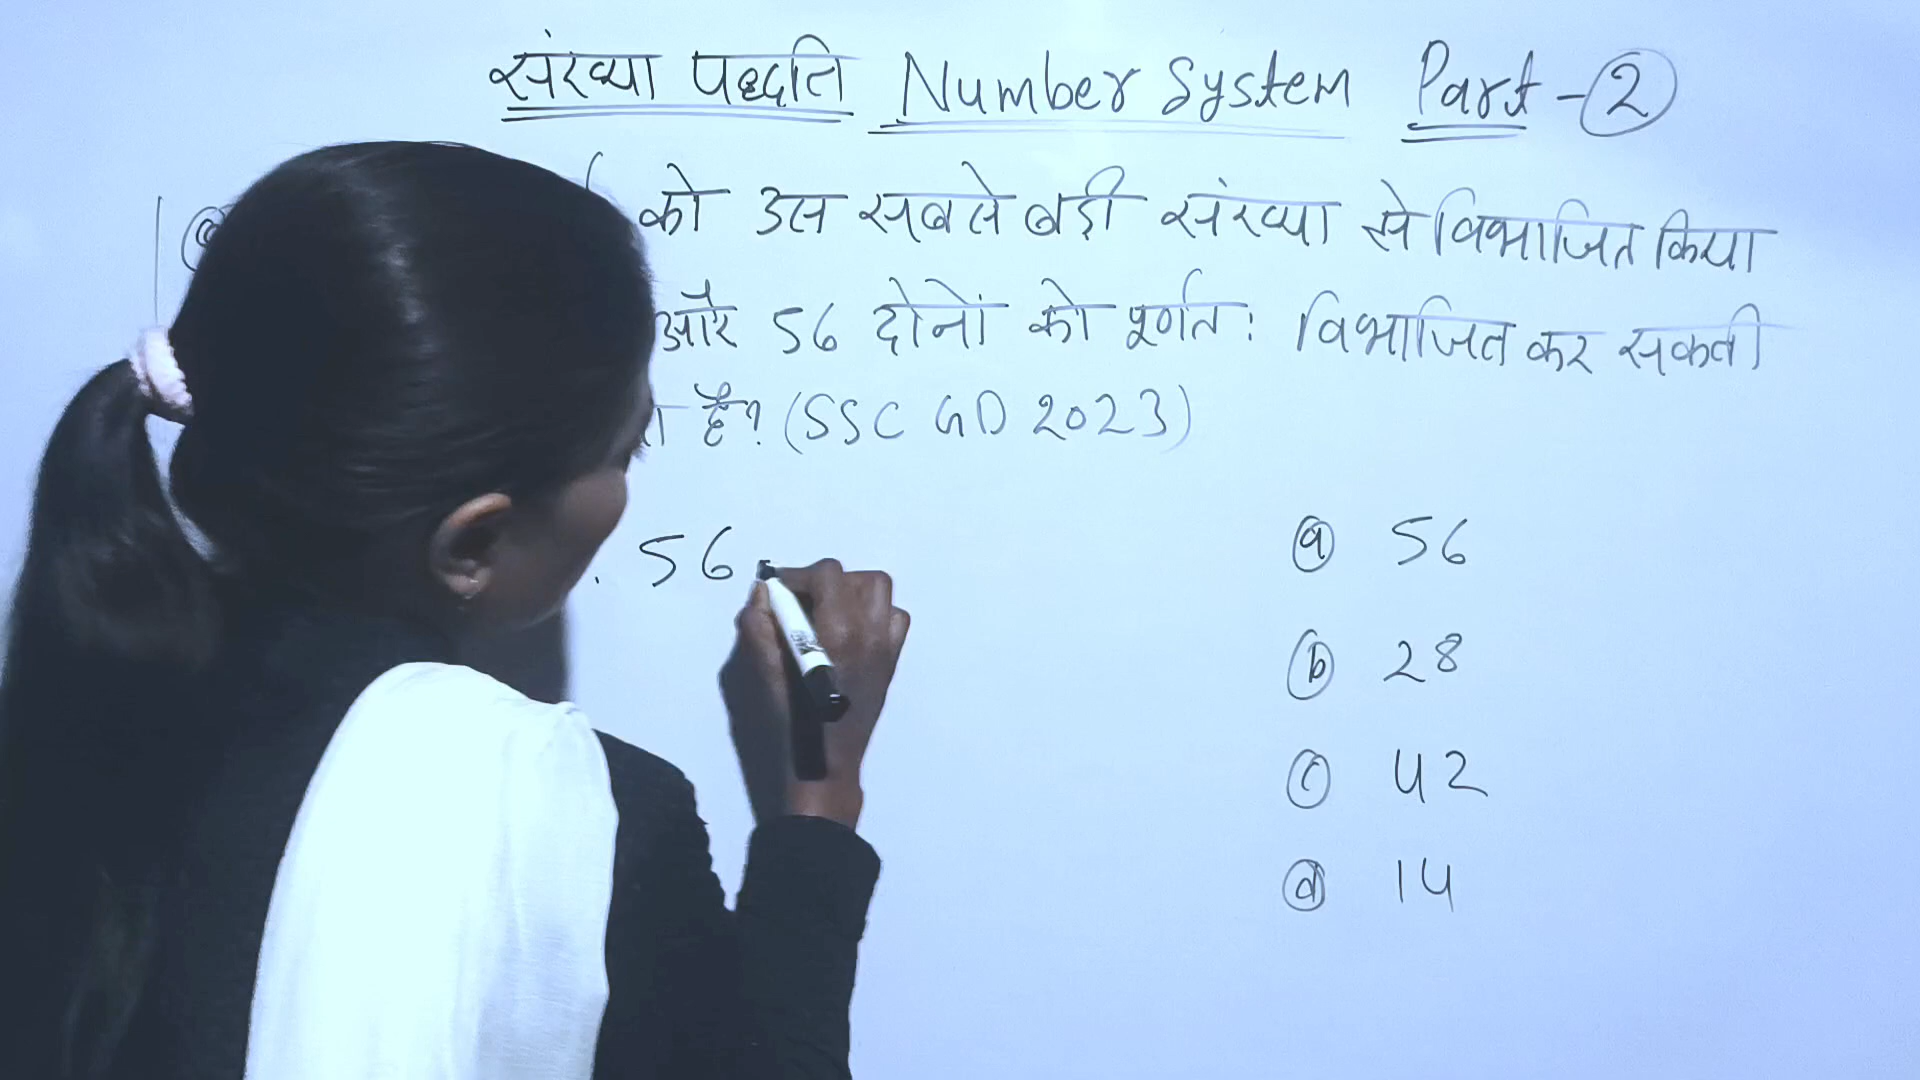 संख्या पद्धति Number System Part-2
को उस सबसे बड़ी संख्या से विभाजित किया
और 56 दोनों को पूर्णत: विभाजित कर सकती
है? (SSC GD 2023)
56
(a) 56
(b) 28
(c) 42
(d) 14